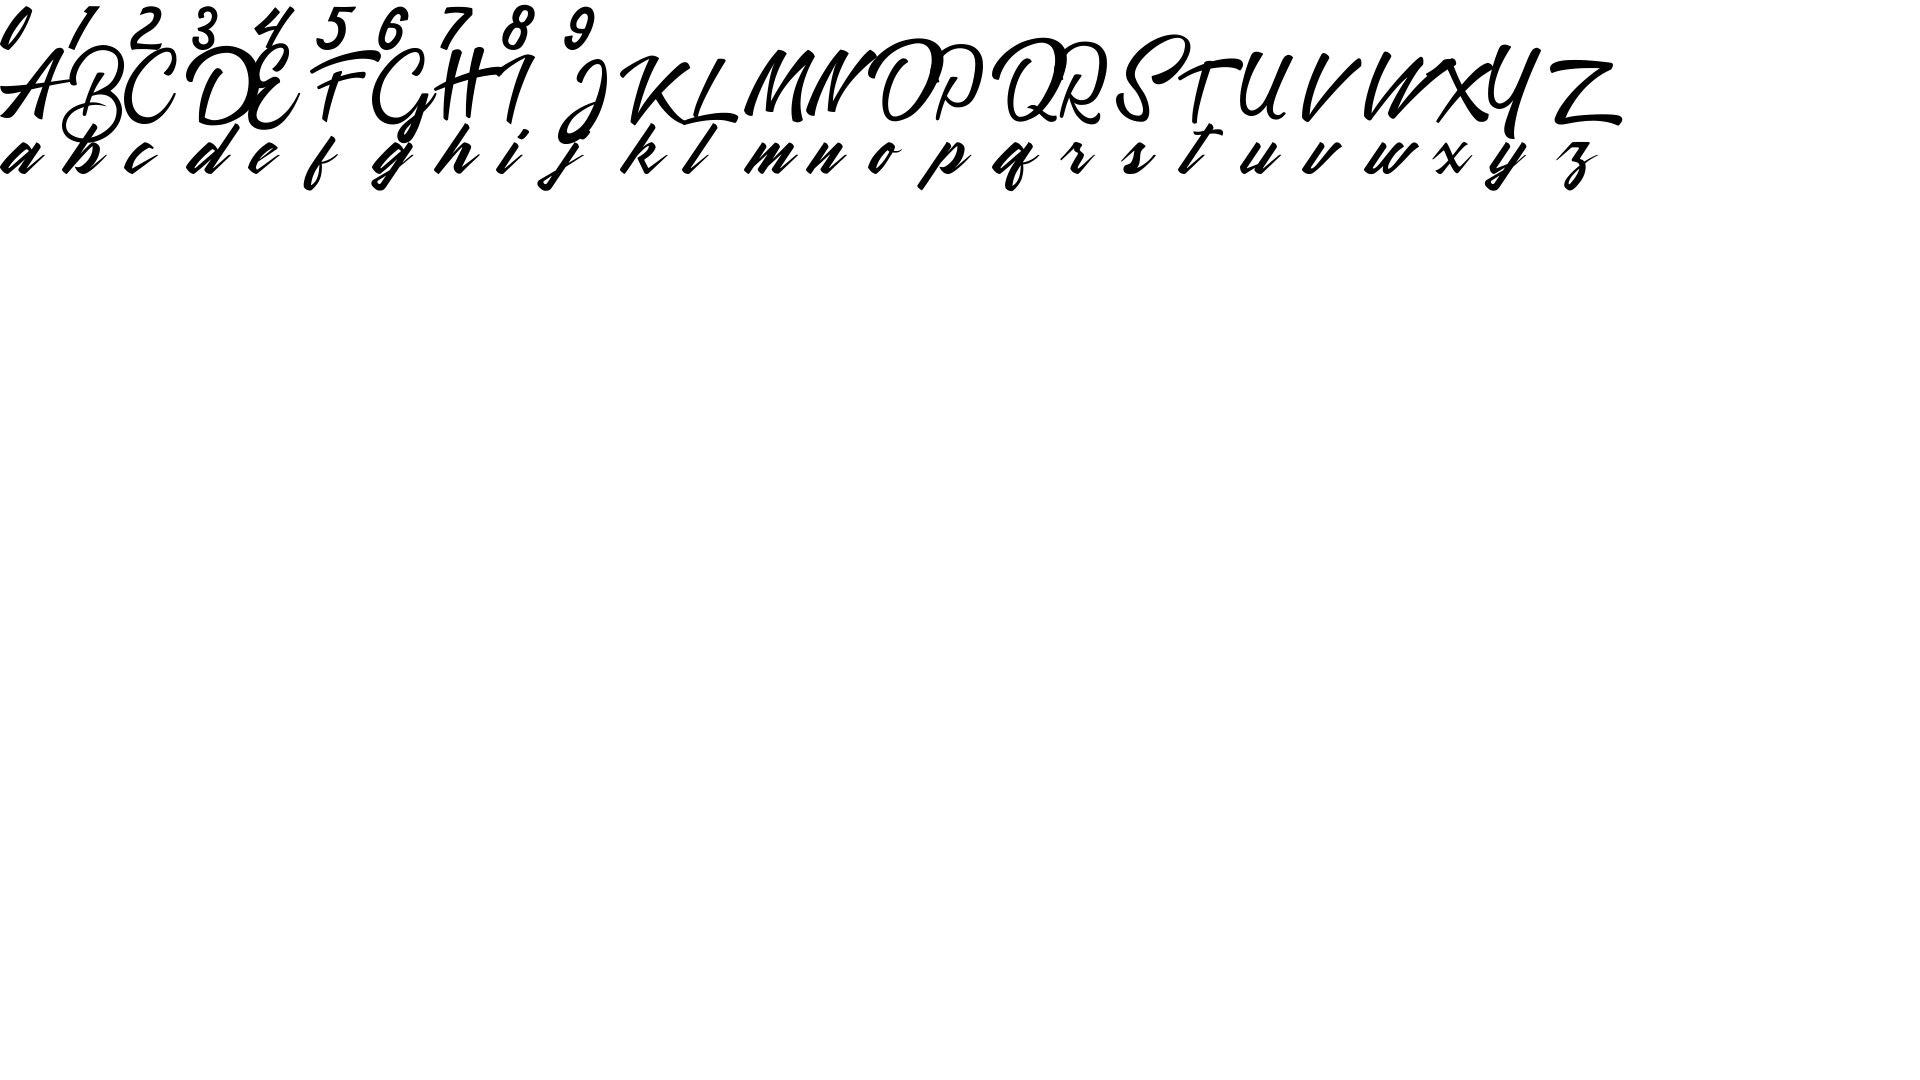 0 1 2 3 4 5 6 7 8 9
A B C D E F G H I J K L M N O P Q R S T U V W X Y Z
a b c d e f g h i j k l m n o p q r s t u v w x y z